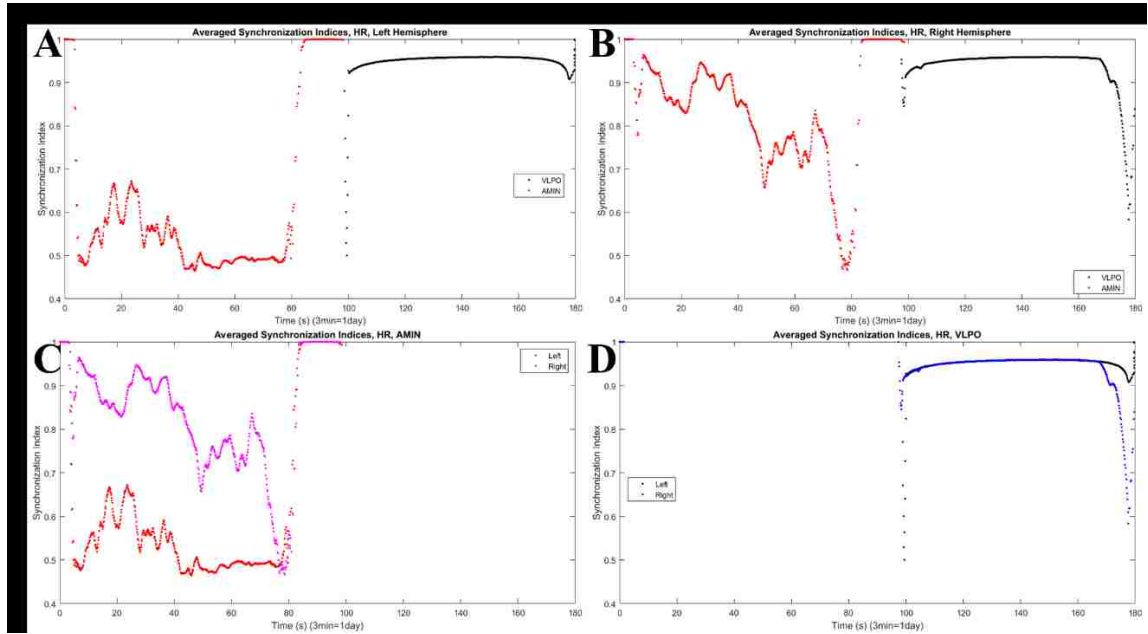 A
Averaged Synchronization Indices, HR, Left Hemisphere
1
0.9
0.8
0.7
0.6
0.5
0.4
Synchronization Index
VLPO
AMIN
0 20 40 60 80 100 120 140 160 180
Time (s) (3min=1day)
B
Averaged Synchronization Indices, HR, Right Hemisphere
1
0.9
0.8
0.7
0.6
0.5
0.4
Synchronization Index
VLPO
AMIN
0 20 40 60 80 100 120 140 160 180
Time (s) (3min=1day)
C
Averaged Synchronization Indices, HR, AMIN
1
0.9
0.8
0.7
0.6
0.5
0.4
Synchronization Index
Left
Right
0 20 40 60 80 100 120 140 160 180
Time (s) (3min=1day)
D
Averaged Synchronization Indices, HR, VLPO
1
0.9
0.8
0.7
0.6
0.5
0.4
Synchronization Index
Left
Right
0 20 40 60 80 100 120 140 160 180
Time (s) (3min=1day)